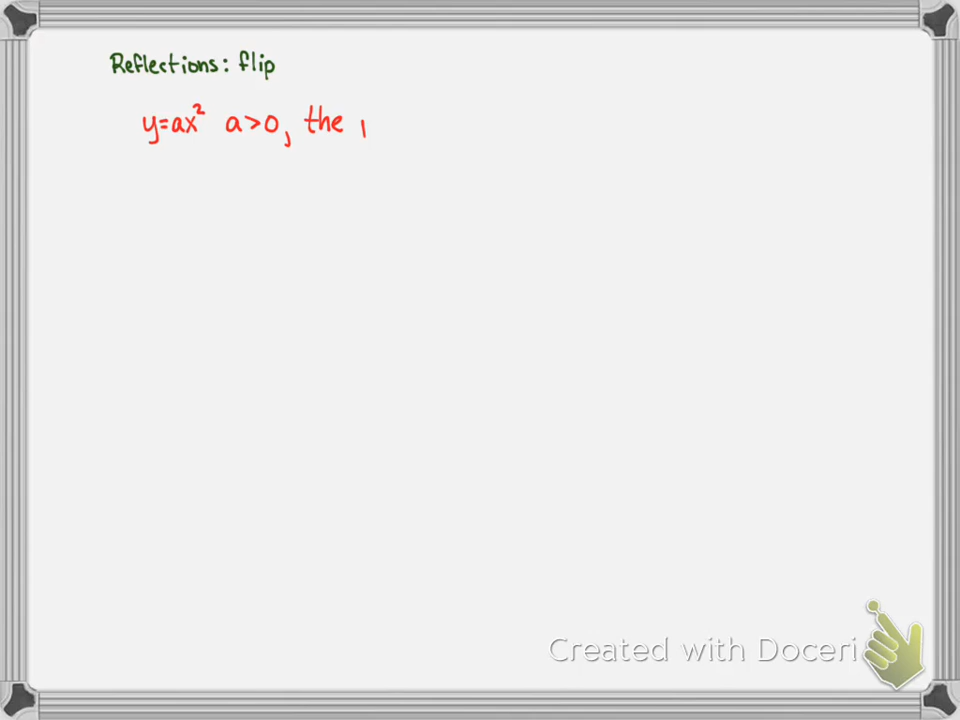 Reflections: flip
y=ax² a>0, the
Created with Doceri